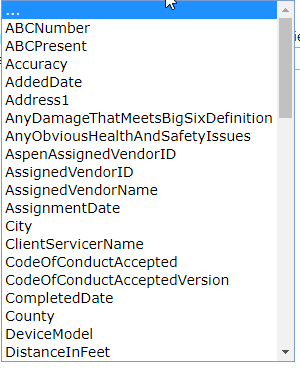 ...
ABCNumber
ABCPresent
Accuracy
AddedDate
Address1
AnyDamageThatMeetsBigSixDefinition
AnyObviousHealthAndSafetyIssues
AspenAssignedVendorID
AssignedVendorID
AssignedVendorName
AssignmentDate
City
ClientServicerName
CodeOfConductAccepted
CodeOfConductAcceptedVersion
CompletedDate
County
DeviceModel
DistanceInFeet